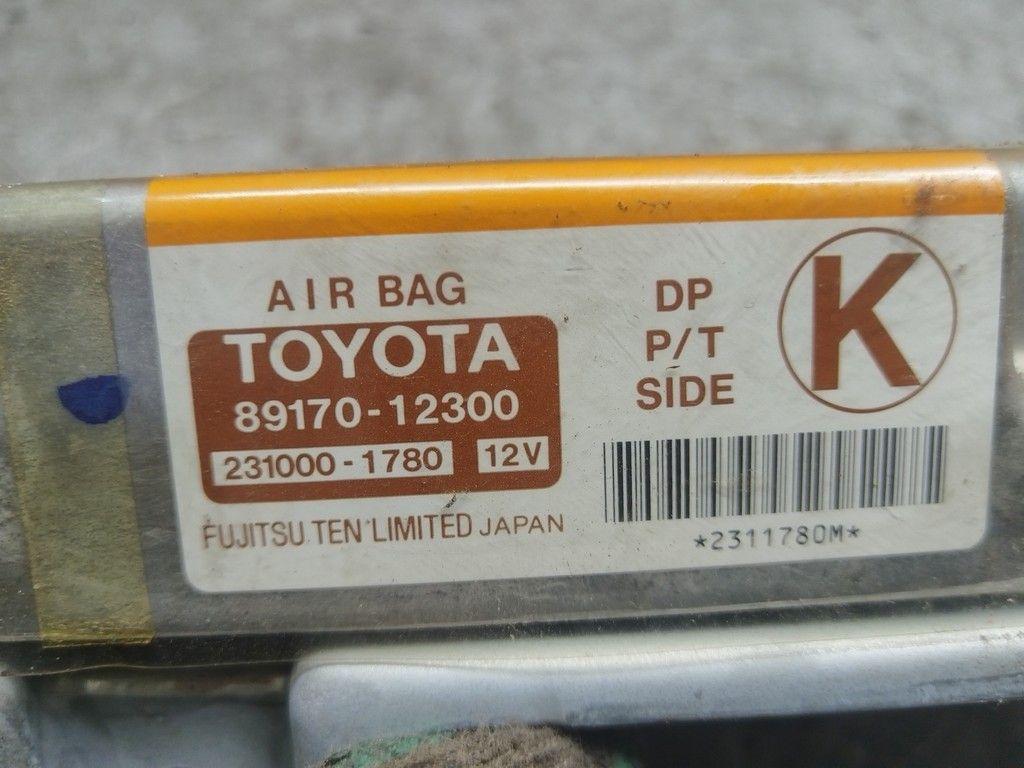 AIR BAG
TOYOTA
89170-12300
231000-1780 12V
FUJITSU TEN LIMITED JAPAN
DP
P/T
SIDE
K
*2311780M*